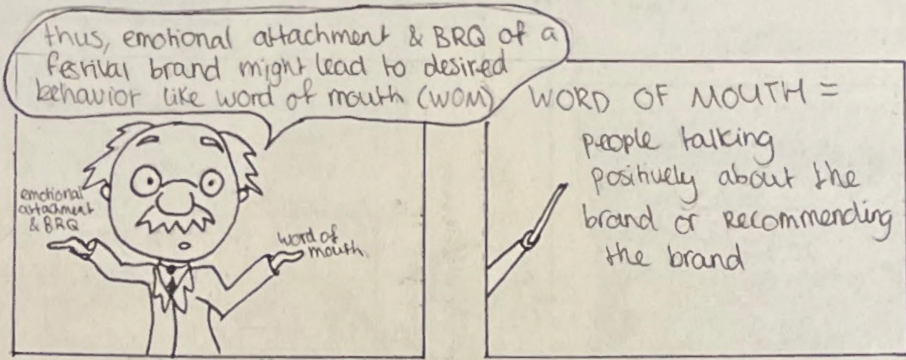 thus, emotional attachment & BRQ of a
festival brand might lead to desired
behavior like word of mouth (WOM)
emotional
attachment
& BRQ
word of
mouth
WORD OF MOUTH =
people talking
positively about the
brand or recommending
the brand